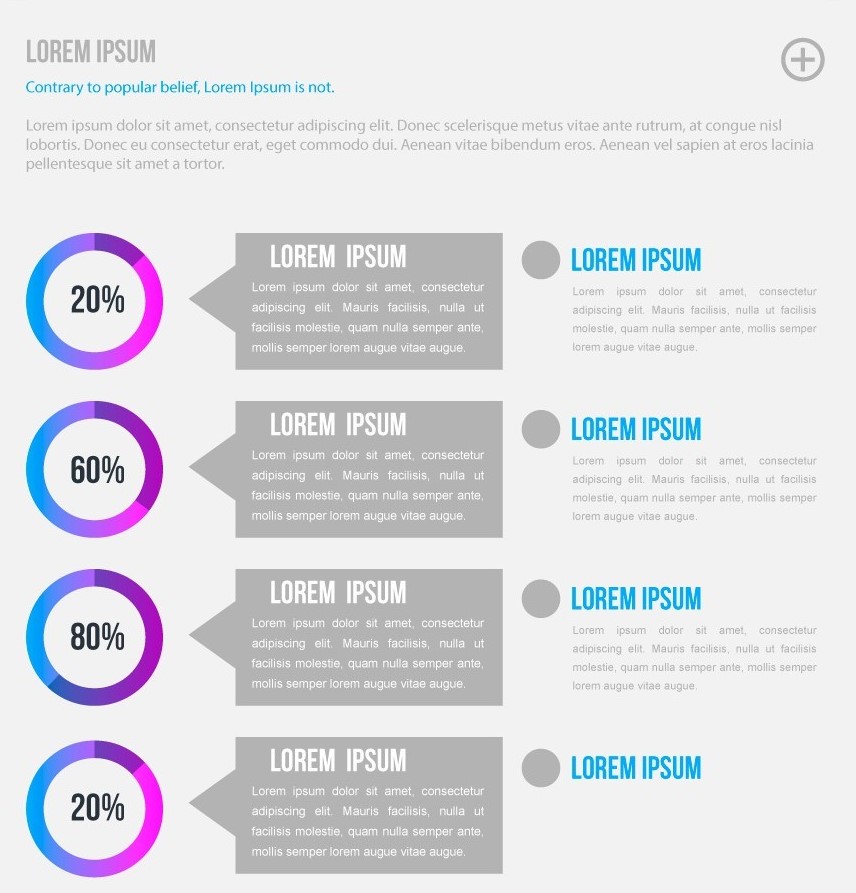 LOREM IPSUM
Contrary to popular belief, Lorem Ipsum is not.
Lorem ipsum dolor sit amet, consectetur adipiscing elit. Donec scelerisque metus vitae ante rutrum, at congue nisl
lobortis. Donec eu consectetur erat, eget commodo dui. Aenean vitae bibendum eros. Aenean vel sapien at eros lacinia
pellentesque sit amet a tortor.
20%
LOREM IPSUM
Lorem ipsum dolor sit amet, consectetur
adipiscing elit. Mauris facilisis, nulla ut
facilisis molestie, quam nulla semper ante,
mollis semper lorem augue vitae augue.
LOREM IPSUM
Lorem ipsum dolor sit amet, consectetur
adipiscing elit. Mauris facilisis, nulla ut facilisis
molestie, quam nulla semper ante, mollis semper
lorem augue vitae augue.
60%
LOREM IPSUM
Lorem ipsum dolor sit amet, consectetur
adipiscing elit. Mauris facilisis, nulla ut
facilisis molestie, quam nulla semper ante,
mollis semper lorem augue vitae augue.
LOREM IPSUM
Lorem ipsum dolor sit amet, consectetur
adipiscing elit. Mauris facilisis, nulla ut facilisis
molestie, quam nulla semper ante, mollis semper
lorem augue vitae augue.
80%
LOREM IPSUM
Lorem ipsum dolor sit amet, consectetur
adipiscing elit. Mauris facilisis, nulla ut
facilisis molestie, quam nulla semper ante,
mollis semper lorem augue vitae augue.
LOREM IPSUM
Lorem ipsum dolor sit amet, consectetur
adipiscing elit. Mauris facilisis, nulla ut facilisis
molestie, quam nulla semper ante, mollis semper
lorem augue vitae augue.
20%
LOREM IPSUM
Lorem ipsum dolor sit amet, consectetur
adipiscing elit. Mauris facilisis, nulla ut
facilisis molestie, quam nulla semper ante,
mollis semper lorem augue vitae augue.
LOREM IPSUM